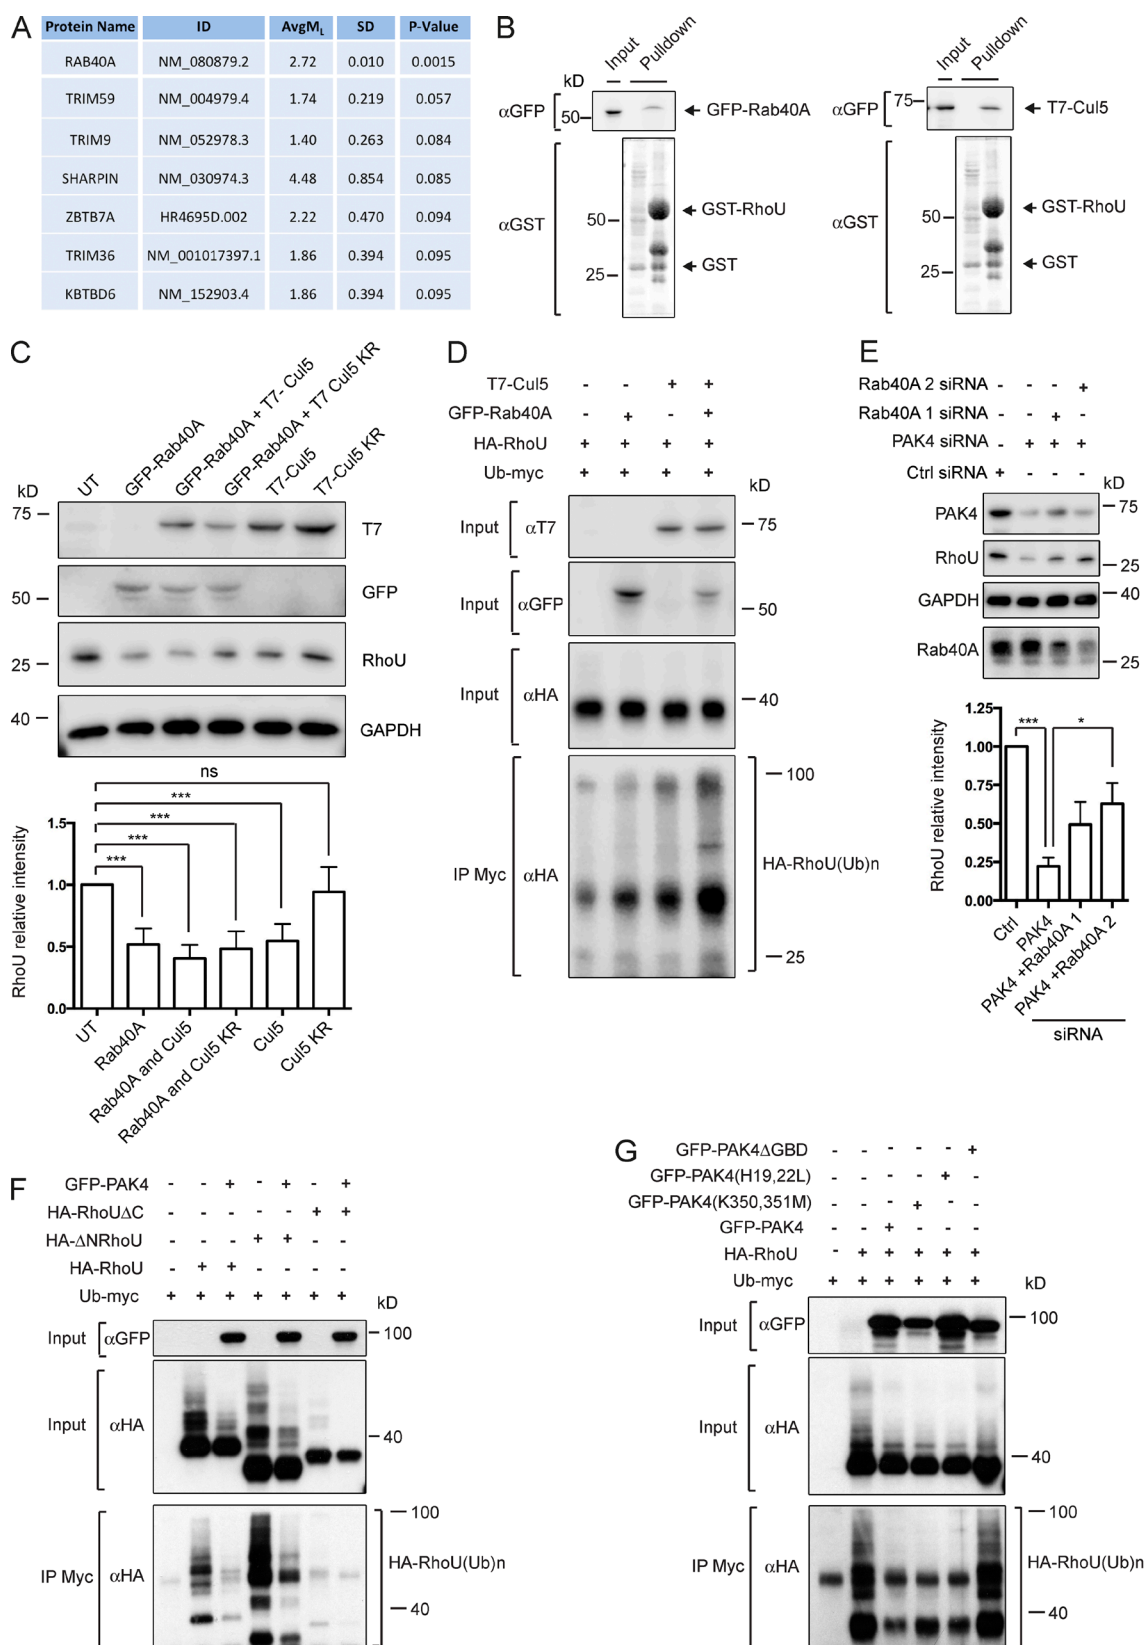 A
Protein Name ID AvgML SD P-Value
RAB40A NM_080879.2 2.72 0.010 0.0015
TRIM59 NM_004979.4 1.74 0.219 0.057
TRIM9 NM_052978.3 1.40 0.263 0.084
SHARPIN NM_030974.3 4.48 0.854 0.085
ZBTB7A HR4695D.002 2.22 0.470 0.094
TRIM36 NM_001017397.1 1.86 0.394 0.095
KBTBD6 NM_152903.4 1.86 0.394 0.095
B
Input Pulldown
kD
αGFP 50 GFP-Rab40A
αGST 50 GST-RhoU
25 GST
Input Pulldown
αGFP 75 T7-Cul5
αGST 50 GST-RhoU
25 GST
C
UT GFP-Rab40A GFP-Rab40A + T7- Cul5 GFP-Rab40A + T7 Cul5 KR T7-Cul5 T7-Cul5 KR
kD
75 T7
50 GFP
25 RhoU
40 GAPDH
ns
***
***
***
***
RhoU relative intensity
1.5
1.0
0.5
0.0
UT Rab40A Rab40A and Cul5 Rab40A and Cul5 KR Cul5 Cul5 KR
D
T7-Cul5 - - + +
GFP-Rab40A - + - +
HA-RhoU + + + +
Ub-myc + + + +
kD
Input αT7 75
Input αGFP 50
Input αHA 40
IP Myc αHA 100
HA-RhoU(Ub)n
25
E
Rab40A 2 siRNA - - - +
Rab40A 1 siRNA - - + -
PAK4 siRNA - + + +
Ctrl siRNA + - - -
kD
PAK4 75
RhoU 25
GAPDH 40
Rab40A 25
*** *
RhoU relative intensity
1.25
1.00
0.75
0.50
0.25
0.00
Ctrl PAK4 PAK4 +Rab40A 1 PAK4 +Rab40A 2
siRNA
F
GFP-PAK4 - - + - + - +
HA-RhoUΔC - - - - - + +
HA-ΔNRhoU - - - + + - -
HA-RhoU - + + - - - -
Ub-myc + + + + + + +
kD
Input αGFP 100
Input αHA 40
IP Myc αHA 100
HA-RhoU(Ub)n
40
G
GFP-PAK4ΔGBD - - - - - +
GFP-PAK4(H19,22L) - - - - + -
GFP-PAK4(K350,351M) - - - + - -
GFP-PAK4 - - + - - -
HA-RhoU - + + + + +
Ub-myc + + + + + +
kD
Input αGFP 100
Input αHA 40
IP Myc αHA 100
HA-RhoU(Ub)n
40